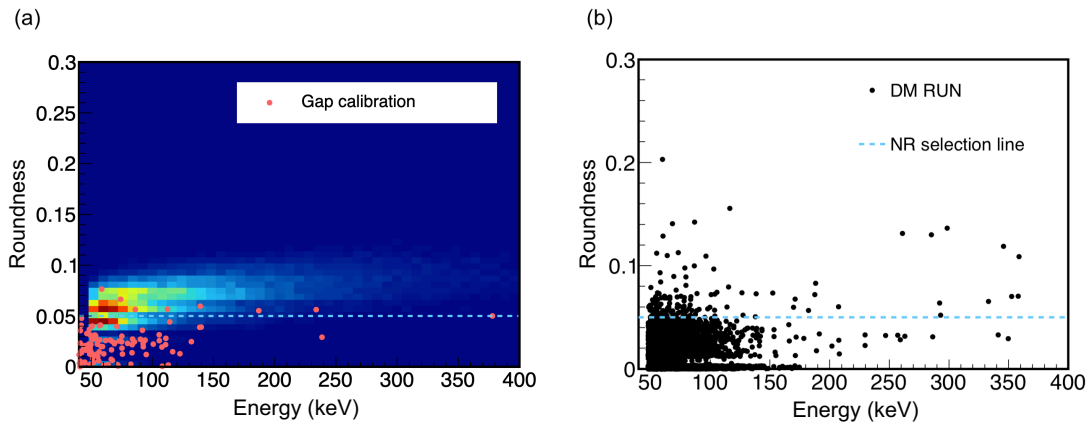 (a)
(b)
0.3
0.25
0.2
0.15
0.1
0.05
0
Roundness
Gap calibration
50 100 150 200 250 300 350 400
Energy (keV)
0.3
0.2
0.1
0
Roundness
DM RUN
NR selection line
50 100 150 200 250 300 350 400
Energy (keV)